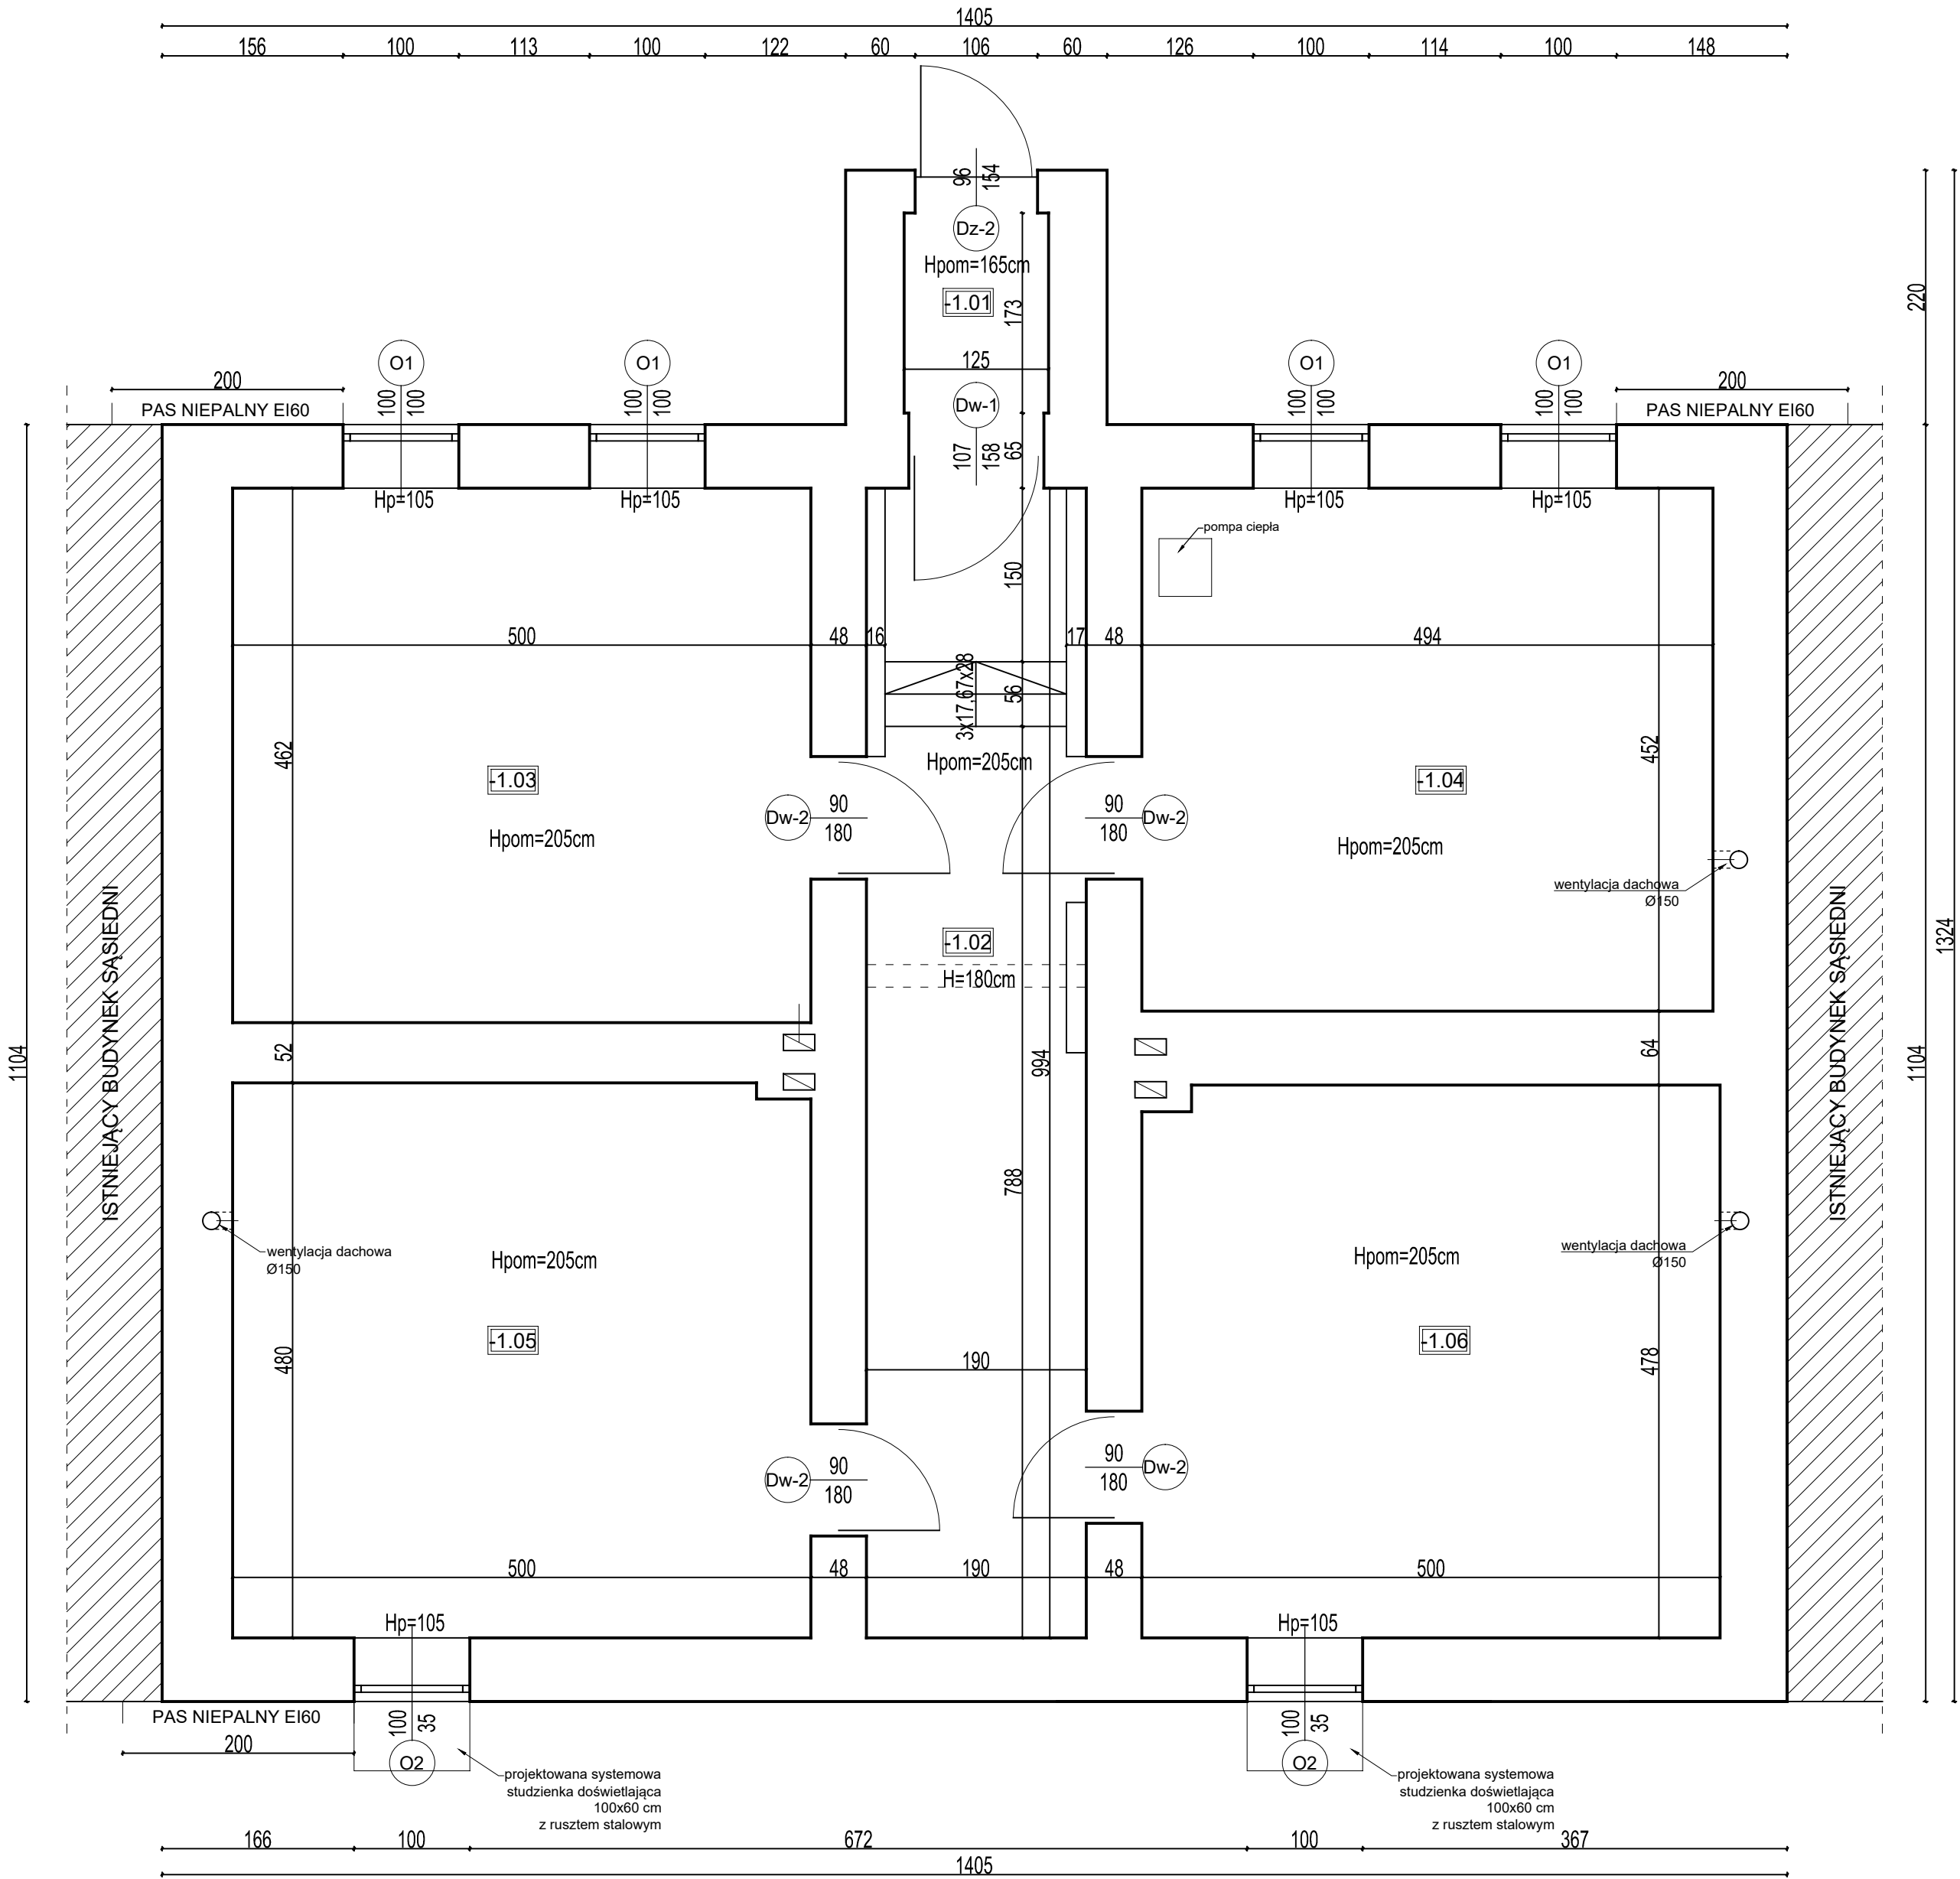 1405
156 100 113 100 122 60 106 60 126 100 114 100 148
96
154
Dz-2
Hpom=165cm
-1.01
173
220
125
O1 O1 O1 O1
200
PAS NIEPALNY EI60
100
100
100
100
Dw-1
107
158
65
100
100
100
100
200
PAS NIEPALNY EI60
Hp=105 Hp=105 Hp=105 Hp=105
pompa ciepła
150
500 48 16 17 48 494
3x17,67x28
56
462
-1.03
Hpom=205cm
Hpom=205cm
452
-1.04
Hpom=205cm
Dw-2
90
180
90
180
Dw-2
wentylacja dachowa
Ø150
-1.02
H=180cm
ISTNIEJĄCY BUDYNEK SĄSIEDNI
ISTNIEJĄCY BUDYNEK SĄSIEDNI
1104
52
994
64
1104
1324
788
wentylacja dachowa
Ø150
Hpom=205cm
-1.05
480
Hpom=205cm
-1.06
478
wentylacja dachowa
Ø150
190
Dw-2
90
180
90
180
Dw-2
500 48 190 48 500
Hp=105 Hp=105
PAS NIEPALNY EI60
200
100
35
O2
projektowana systemowa
studzienka doświetlająca
100x60 cm
z rusztem stalowym
100
35
O2
projektowana systemowa
studzienka doświetlająca
100x60 cm
z rusztem stalowym
166 100 672 100 367
1405